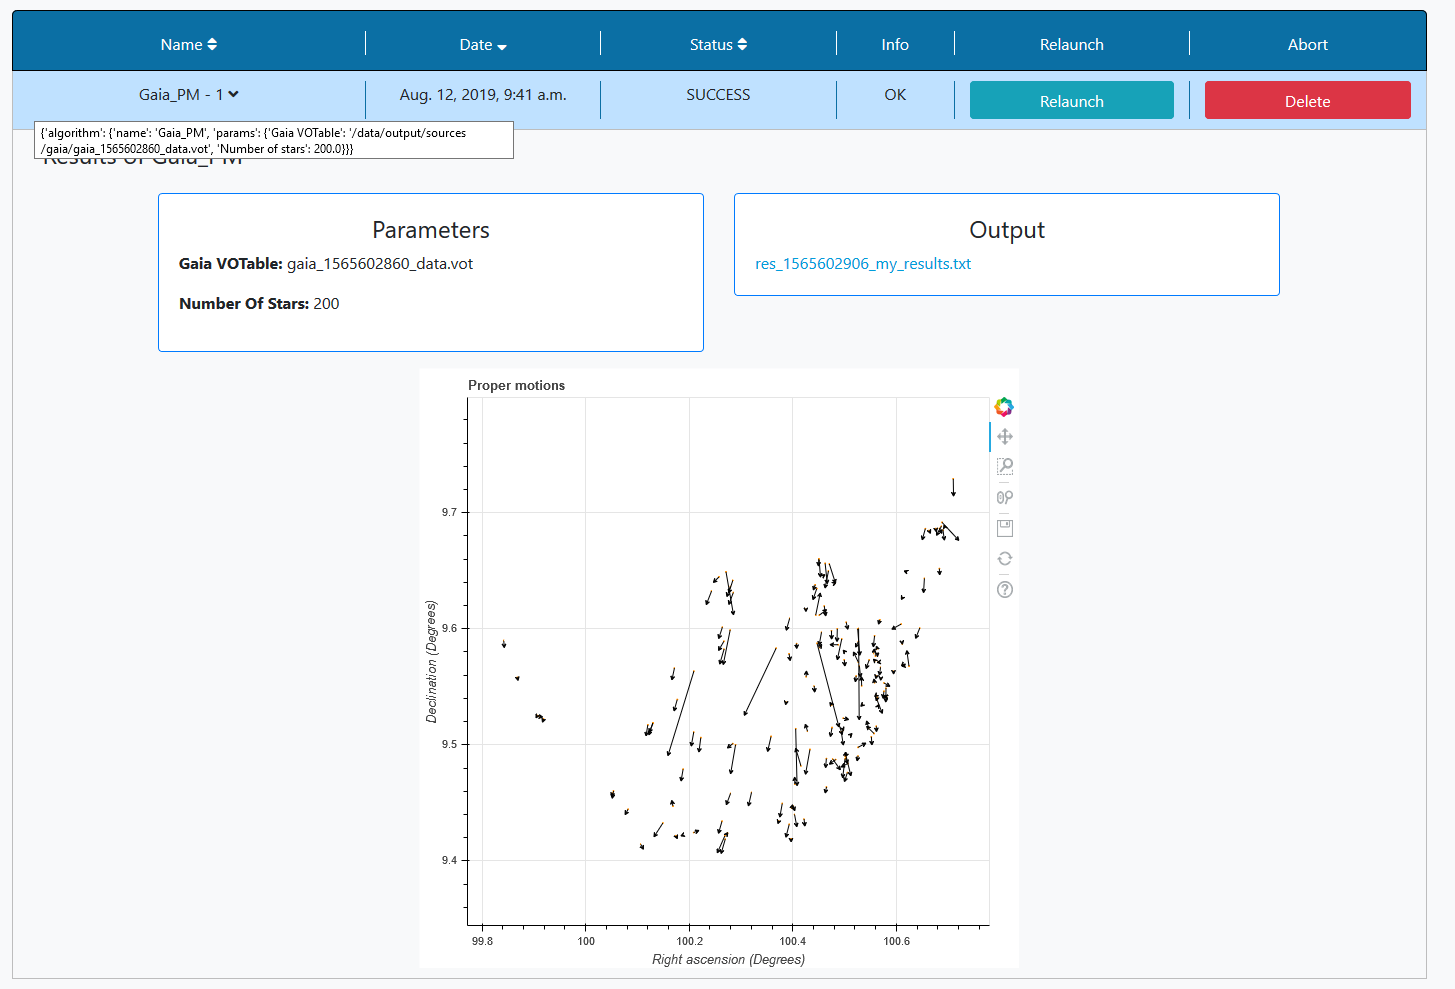 Name Date Status Info Relaunch Abort
Gaia_PM - 1 Aug. 12, 2019, 9:41 a.m. SUCCESS OK Relaunch Delete
{'algorithm': {'name': 'Gaia_PM', 'params': {'Gaia VOTable': '/data/output/sources
/gaia/gaia_1565602860_data.vot', 'Number of stars': 200.0}}}
Results of Gaia_PM
Parameters
Gaia VOTable: gaia_1565602860_data.vot
Number Of Stars: 200
Output
res_1565602906_my_results.txt
Proper motions
9.7
9.6
9.5
9.4
Declination (Degrees)
99.8 100 100.2 100.4 100.6
Right ascension (Degrees)